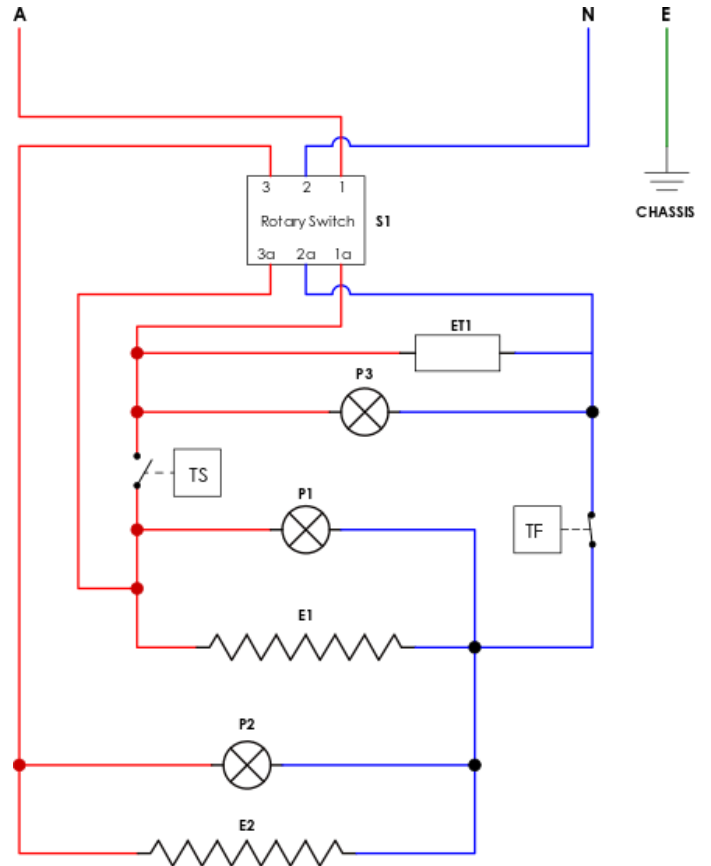 A N E
3 2 1
Rotary Switch S1
3a 2a 1a
CHASSIS
ET1
P3
TS
P1
TF
E1
P2
E2